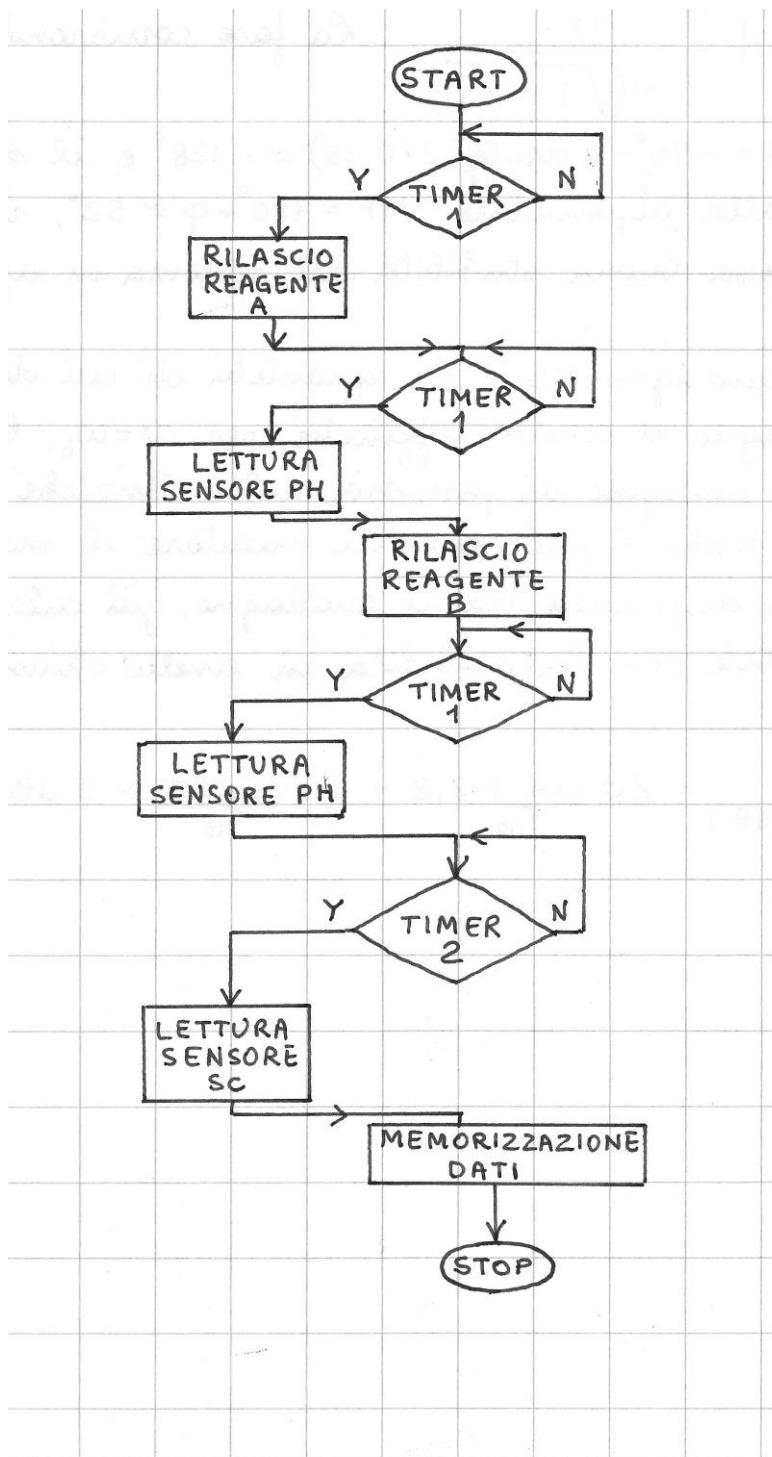 START
Y
TIMER
1
N
RILASCIO
REAGENTE
A
Y
TIMER
1
N
LETTURA
SENSORE PH
RILASCIO
REAGENTE
B
Y
TIMER
1
N
LETTURA
SENSORE PH
Y
TIMER
2
N
LETTURA
SENSORE
SC
MEMORIZZAZIONE
DATI
STOP